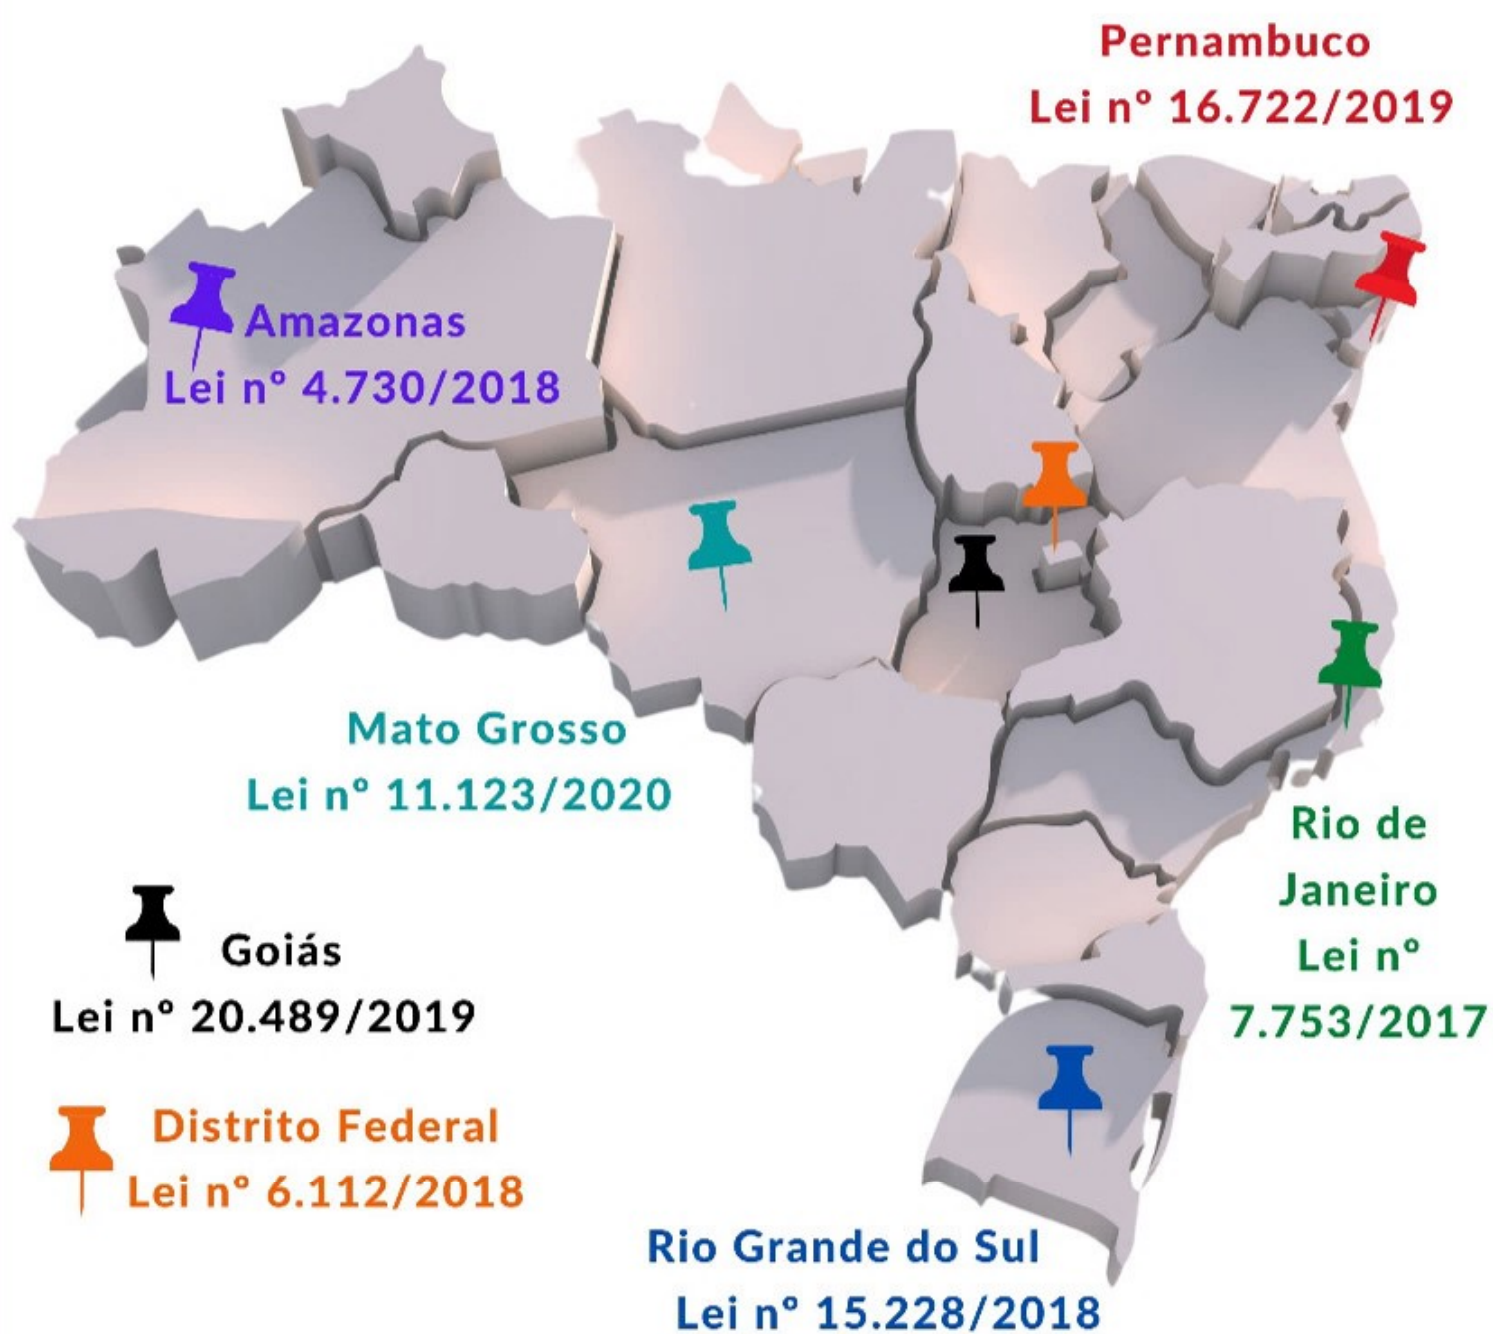 Pernambuco
Lei nº 16.722/2019
Amazonas
Lei nº 4.730/2018
Mato Grosso
Lei nº 11.123/2020
Rio de
Janeiro
Lei nº
7.753/2017
Goiás
Lei nº 20.489/2019
Distrito Federal
Lei nº 6.112/2018
Rio Grande do Sul
Lei nº 15.228/2018